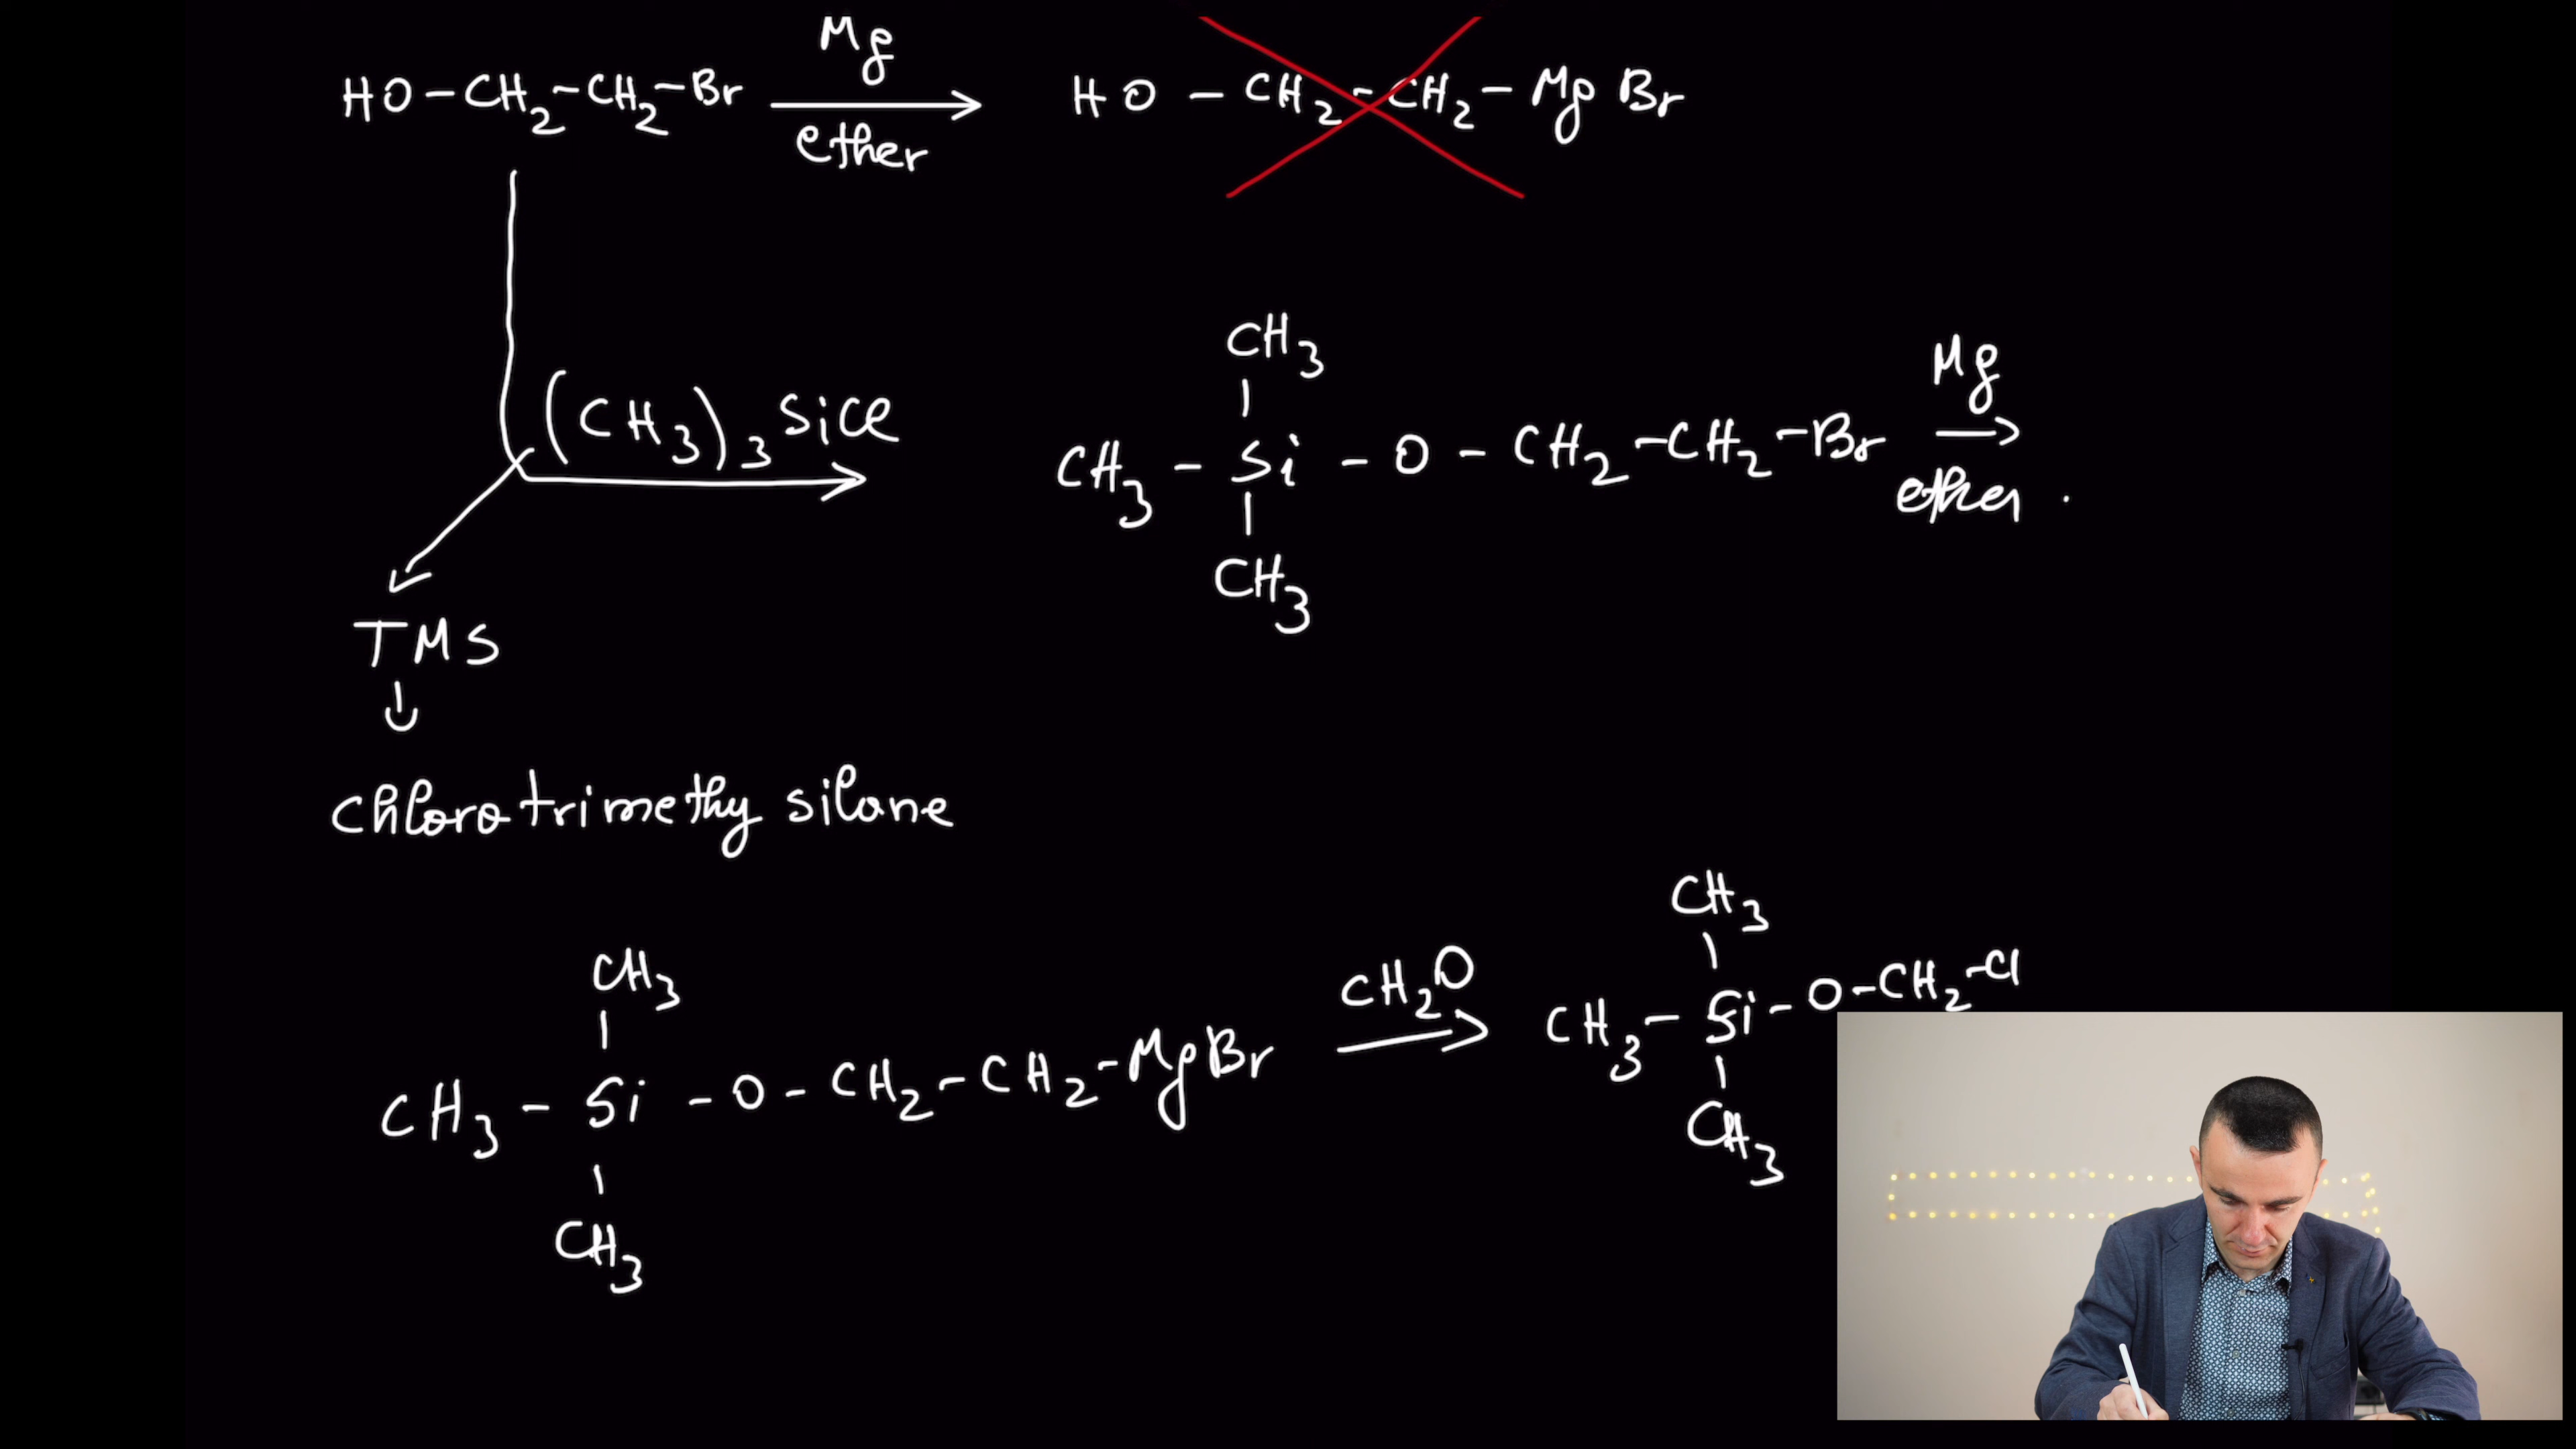 HO-CH2-CH2-Br Mg ether → HO-CH2-CH2-MgBr
(CH3)3SiCl
CH3
CH3-Si-O-CH2-CH2-Br Mg ether →
CH3
TMS
↓
chlorotrimethy silane
CH3
CH3-Si-O-CH2-CH2-MgBr
CH3
CH2O →
CH3
CH3-Si-O-CH2-Cl
CH3